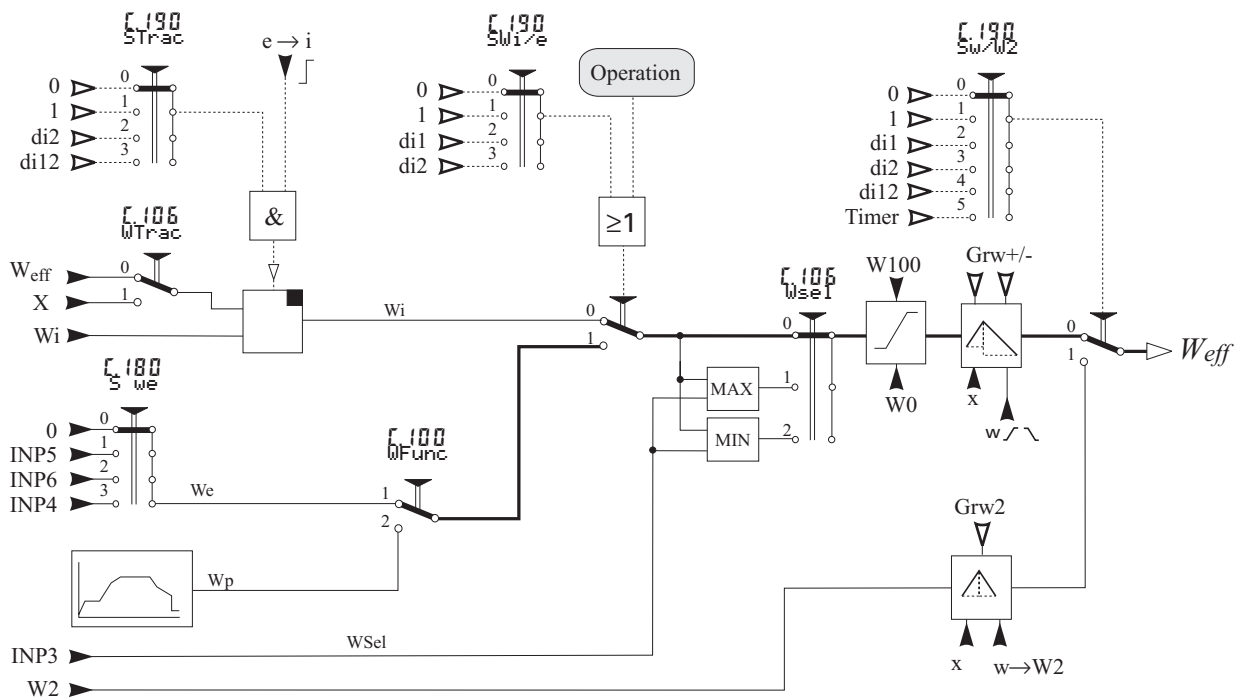 C.190
STrac
e → i
0
1
di2
di12
0
1
2
3
&
C.190
SWi/e
0
1
di1
di2
0
1
2
3
Operation
≥1
C.190
Sw/W2
0
1
di1
di2
di12
Timer
0
1
2
3
4
5
C.106
WTrac
Weff
X
Wi
0
1
Wi
0
1
C.106
Wsel
0
1
2
MAX
MIN
W100
W0
Grw+/-
x
w
0
1
Weff
C.180
S we
0
INP5
INP6
INP4
0
1
2
3
We
C.100
WFunc
1
2
Wp
Grw2
x
w→W2
INP3
WSel
W2